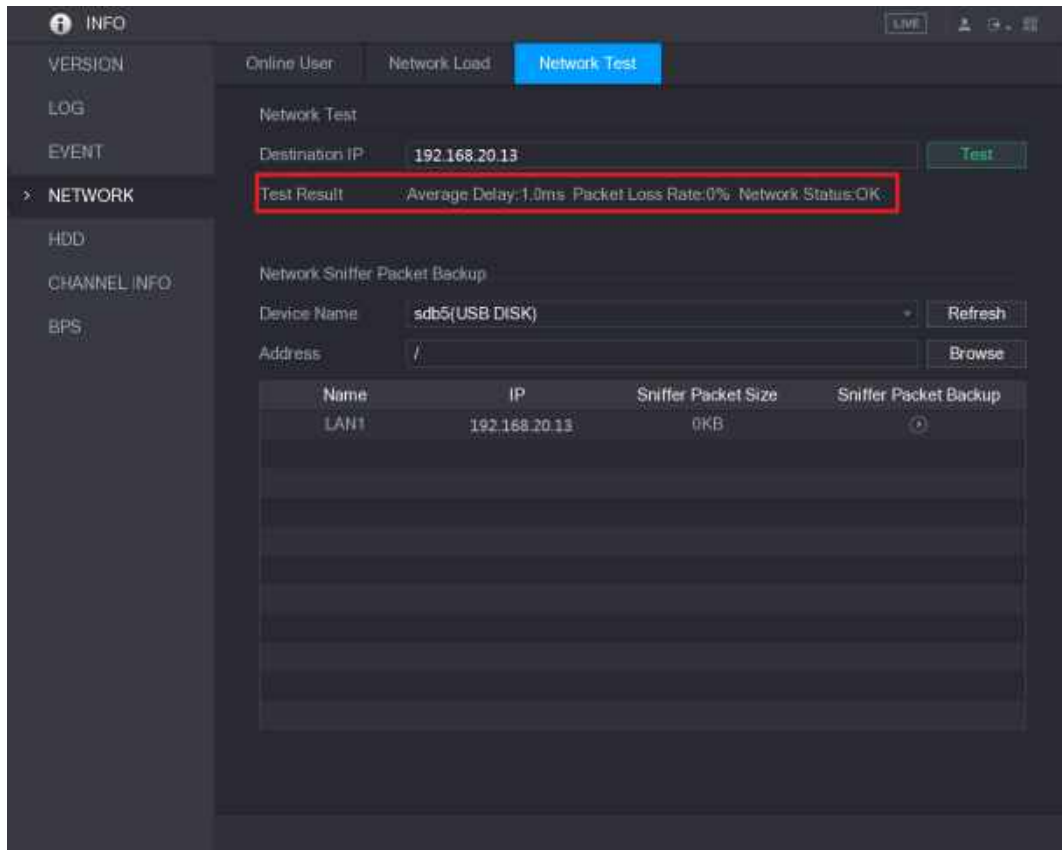 INFO
LIVE
VERSION
LOG
EVENT
NETWORK
HDD
CHANNEL INFO
BPS
Online User Network Load Network Test
Network Test
Destination IP 192.168.20.13 Test
Test Result Average Delay:1.0ms Packet Loss Rate:0% Network Status:OK
Network Sniffer Packet Backup
Device Name sdb5(USB DISK) Refresh
Address / Browse
Name IP Sniffer Packet Size Sniffer Packet Backup
LAN1 192.168.20.13 0KB